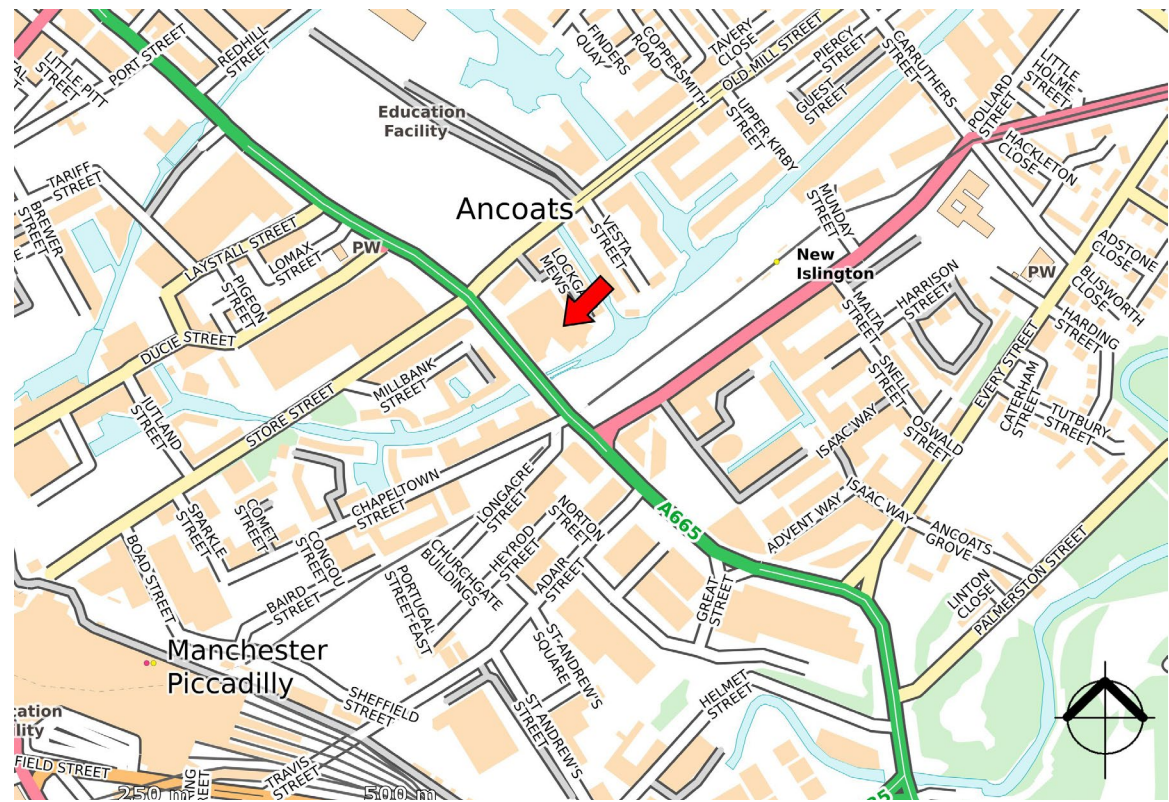 PORT STREET
REDHILL
STREET
LITTLE PITT
STREET
FINDERS
QUAY
COPPERSMITH
ROAD
TAVERY
CLOSE
OLD MILL STREET
PIERCY
STREET
GUEST
STREET
CARRUTHERS
STREET
LITTLE
HOLME
STREET
POLLARD
STREET
HACKLETON
CLOSE
Education
Facility
UPPER KIRBY
STREET
TARIFF
STREET
BREWER
STREET
Ancoats
MUNDAY
STREET
VESTA
STREET
LAYSTALL STREET
LOMAX
STREET
PW
PIGEON
STREET
LOCKGA
MEWS
New
Islington
ADSTONE
CLOSE
PW
BLISWORTH
CLOSE
HARDING
STREET
MALTA
STREET
HARRISON
STREET
DUCIE STREET
MILLBANK
STREET
SNELL
STREET
EVERY STREET
CATERHAM
STREET
TUTBURY
STREET
JUTLAND
STREET
STORE STREET
ISAAC WAY
OSWALD
STREET
CHAPELTOWN
STREET
LONGACRE
STREET
NORTON
STREET
A665
ISAAC WAY
ADVENT WAY
ANCOATS
GROVE
SPARKLE
STREET
COMET
STREET
CONGOU
STREET
BOAD STREET
BAIRD
STREET
PORTUGAL
STREET EAST
CHURCHGATE
BUILDINGS
HEYROD
STREET
ADAIR
STREET
GREAT
STREET
LINTON
CLOSE
PALMERSTON STREET
Manchester
Piccadilly
ST ANDREW'S
SQUARE
SHEFFIELD
STREET
ST ANDREW'S
HELMET
STREET
cation
lity
FIELD STREET
TRAVIS
STREET
250 m
500 m